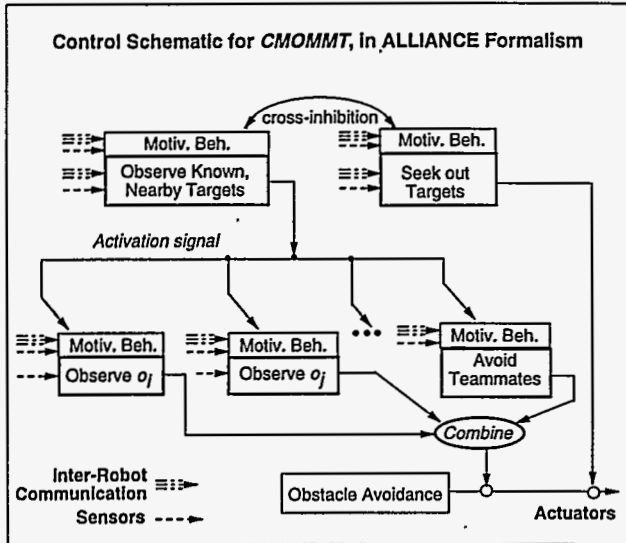 Control Schematic for CMOMMT, in ALLIANCE Formalism
cross-inhibition
Motiv. Beh.
Observe Known,
Nearby Targets
Motiv. Beh.
Seek out
Targets
Activation signal
Motiv. Beh.
Observe oi
Motiv. Beh.
Observe oj
•••
Motiv. Beh.
Avoid
Teammates
Combine
Inter-Robot
Communication
Sensors
Obstacle Avoidance
Actuators